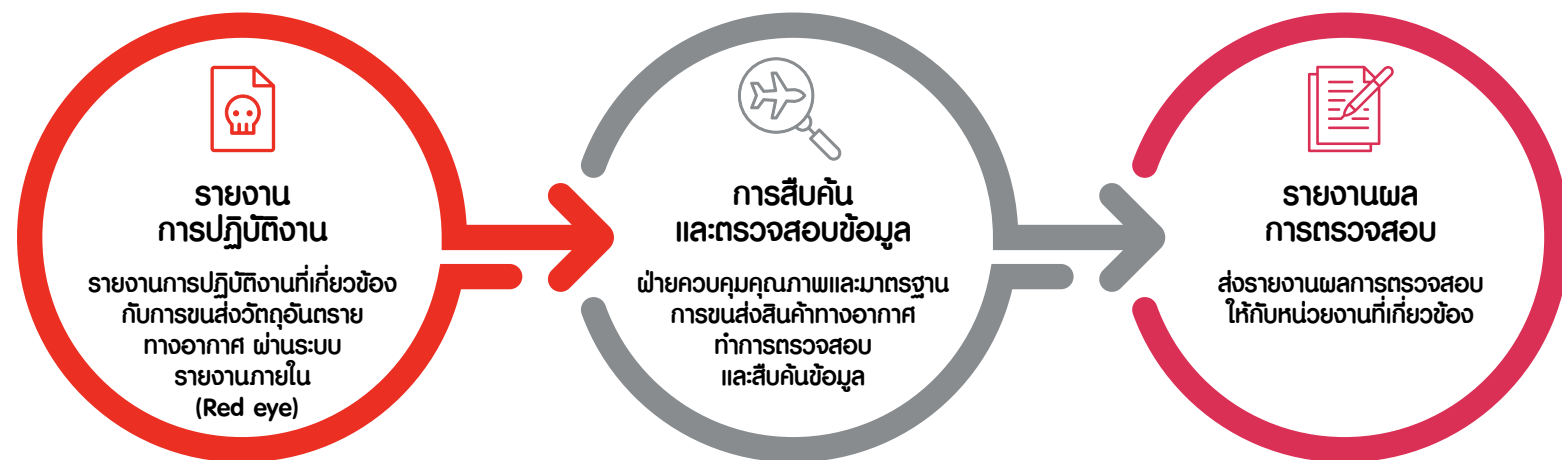 รายงาน
การปฏิบัติงาน
รายงานการปฏิบัติงานที่เกี่ยวข้อง
กับการขนส่งวัตถุอันตราย
ทางอากาศ ผ่านระบบ
รายงานภายใน
(Red eye)
การสืบค้น
และตรวจสอบข้อมูล
ฝ่ายควบคุมคุณภาพและมาตรฐาน
การขนส่งสินค้าทางอากาศ
ทำการตรวจสอบ
และสืบค้นข้อมูล
รายงานผล
การตรวจสอบ
ส่งรายงานผลการตรวจสอบ
ให้กับหน่วยงานที่เกี่ยวข้อง